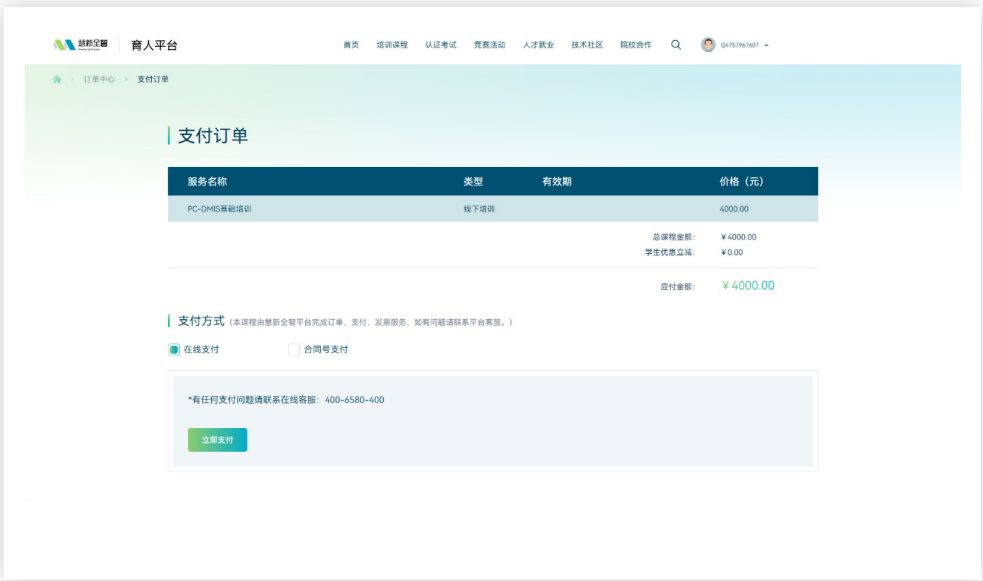 慧新全智 育人平台 首页 培训课程 认证考试 竞赛活动 人才就业 技术社区 院校合作 Q4757967607
订单中心 > 支付订单
支付订单
服务名称 类型 有效期 价格（元）
PC-DMIS基础培训 线下培训 4000.00
总课程金额: ¥4000.00
学生优惠立减: ¥0.00
应付金额: ¥4000.00
支付方式 (本课程由慧新全智平台完成订单、支付、发票服务，如有问题请联系平台客服。)
在线支付 合同号支付
*有任何支付问题请联系在线客服：400-6580-400
立即支付